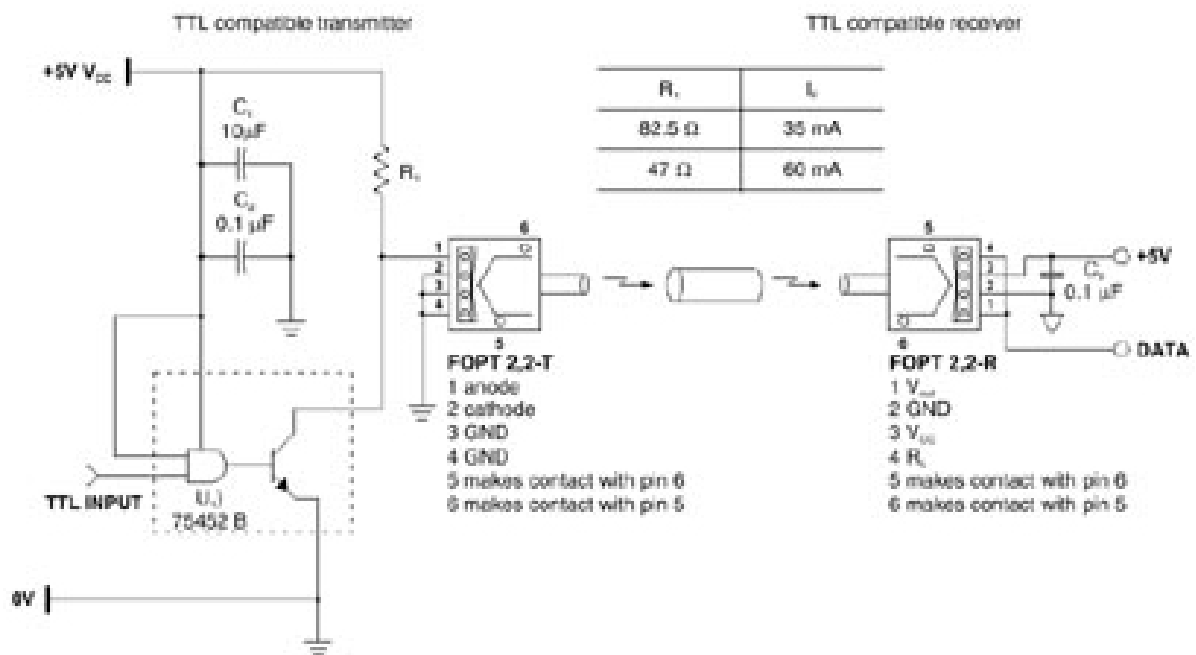 TTL compatible transmitter
TTL compatible receiver
+5V V
10µF
0.1 µF
R
82.5 Ω 35 mA
47 Ω 60 mA
6
1
2
3
4
5
FOPT 2,2-T
1 anode
2 cathode
3 GND
4 GND
5 makes contact with pin 6
6 makes contact with pin 5
5
4
3
2
1
6
+5V
0.1 µF
DATA
FOPT 2,2-R
1 V
2 GND
3 V
4 R
5 makes contact with pin 6
6 makes contact with pin 5
TTL INPUT
75452 B
0V